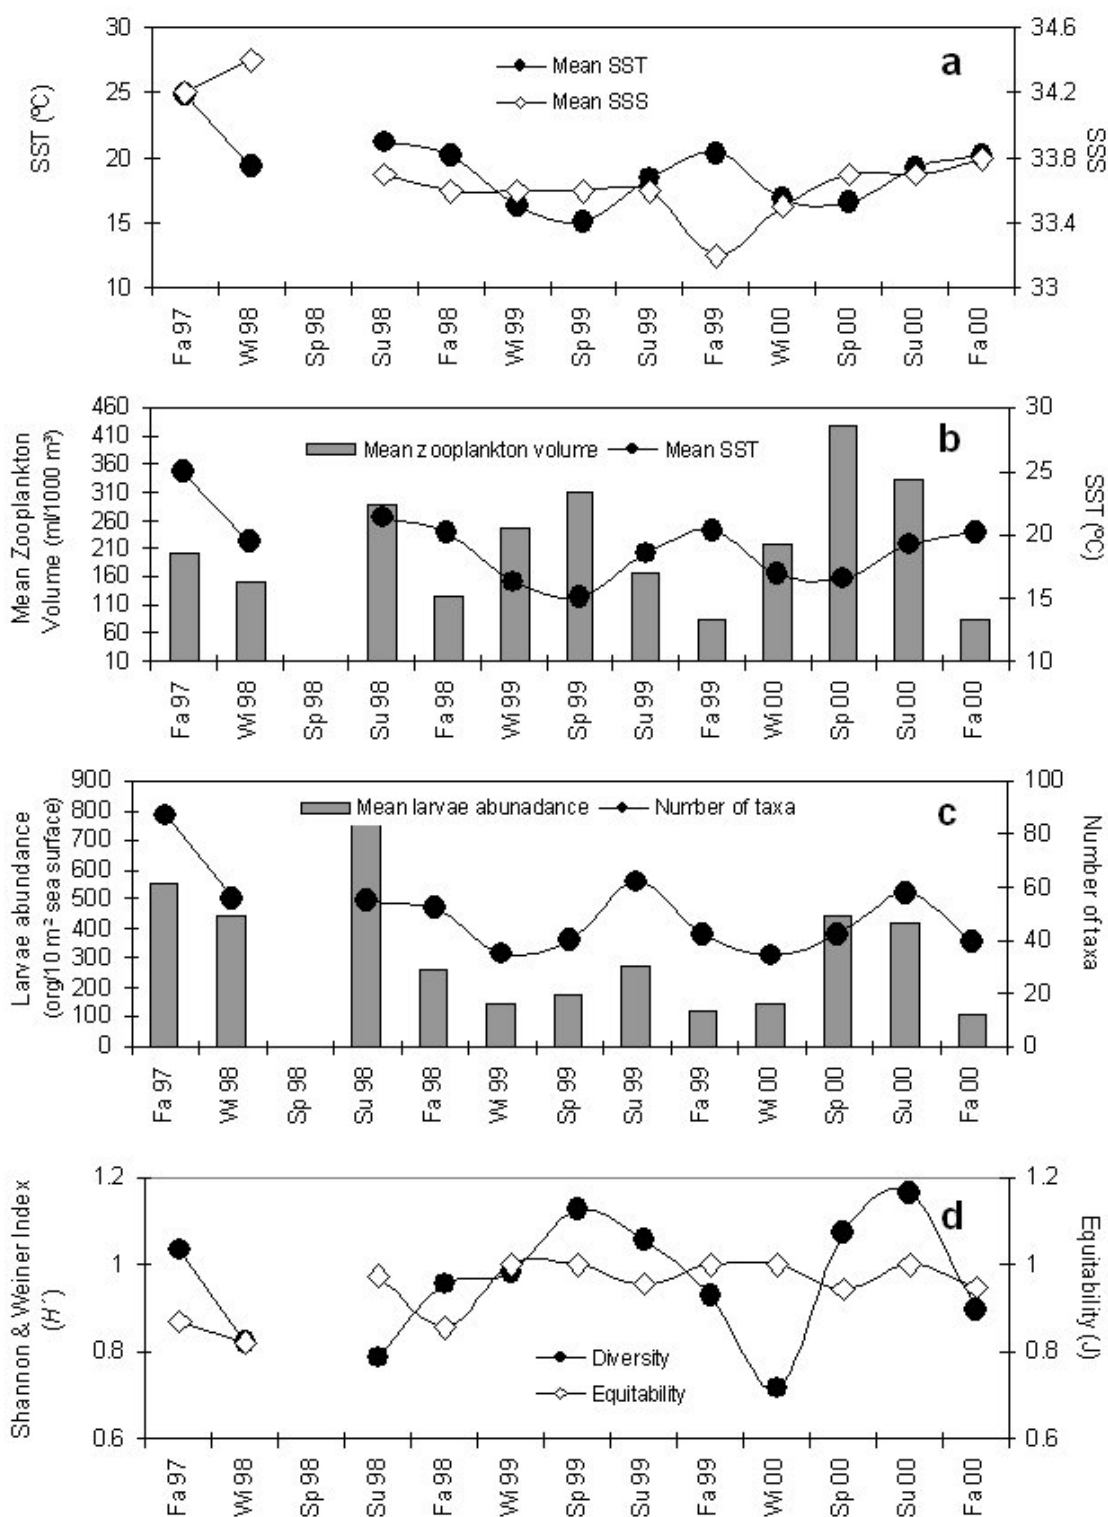 30
25
20
15
10
SST (ºC)
34.6
34.2
33.8
33.4
33
SSS
a
Mean SST
Mean SSS
Fa 97
Wi 98
Sp 98
Su 98
Fa 98
Wi 99
Sp 99
Su 99
Fa 99
Wi 00
Sp 00
Su 00
Fa 00
460
410
360
310
260
210
160
110
60
10
Mean Zooplankton
Volume (ml/1000 m³)
30
25
20
15
10
SST (ºC)
b
Mean zooplankton volume
Mean SST
Fa 97
Wi 98
Sp 98
Su 98
Fa 98
Wi 99
Sp 99
Su 99
Fa 99
Wi 00
Sp 00
Su 00
Fa 00
900
800
700
600
500
400
300
200
100
0
Larvae abundance
(org/10 m⁻² sea surface)
100
80
60
40
20
0
Number of
taxa
c
Mean larvae abunadance
Number of taxa
Fa 97
Wi 98
Sp 98
Su 98
Fa 98
Wi 99
Sp 99
Su 99
Fa 99
Wi 00
Sp 00
Su 00
Fa 00
1.2
1
0.8
0.6
Shannon & Weiner Index
(H´)
1.2
1
0.8
0.6
Equitability (J)
d
Diversity
Equitability
Fa 97
Wi 98
Sp 98
Su 98
Fa 98
Wi 99
Sp 99
Su 99
Fa 99
Wi 00
Sp 00
Su 00
Fa 00